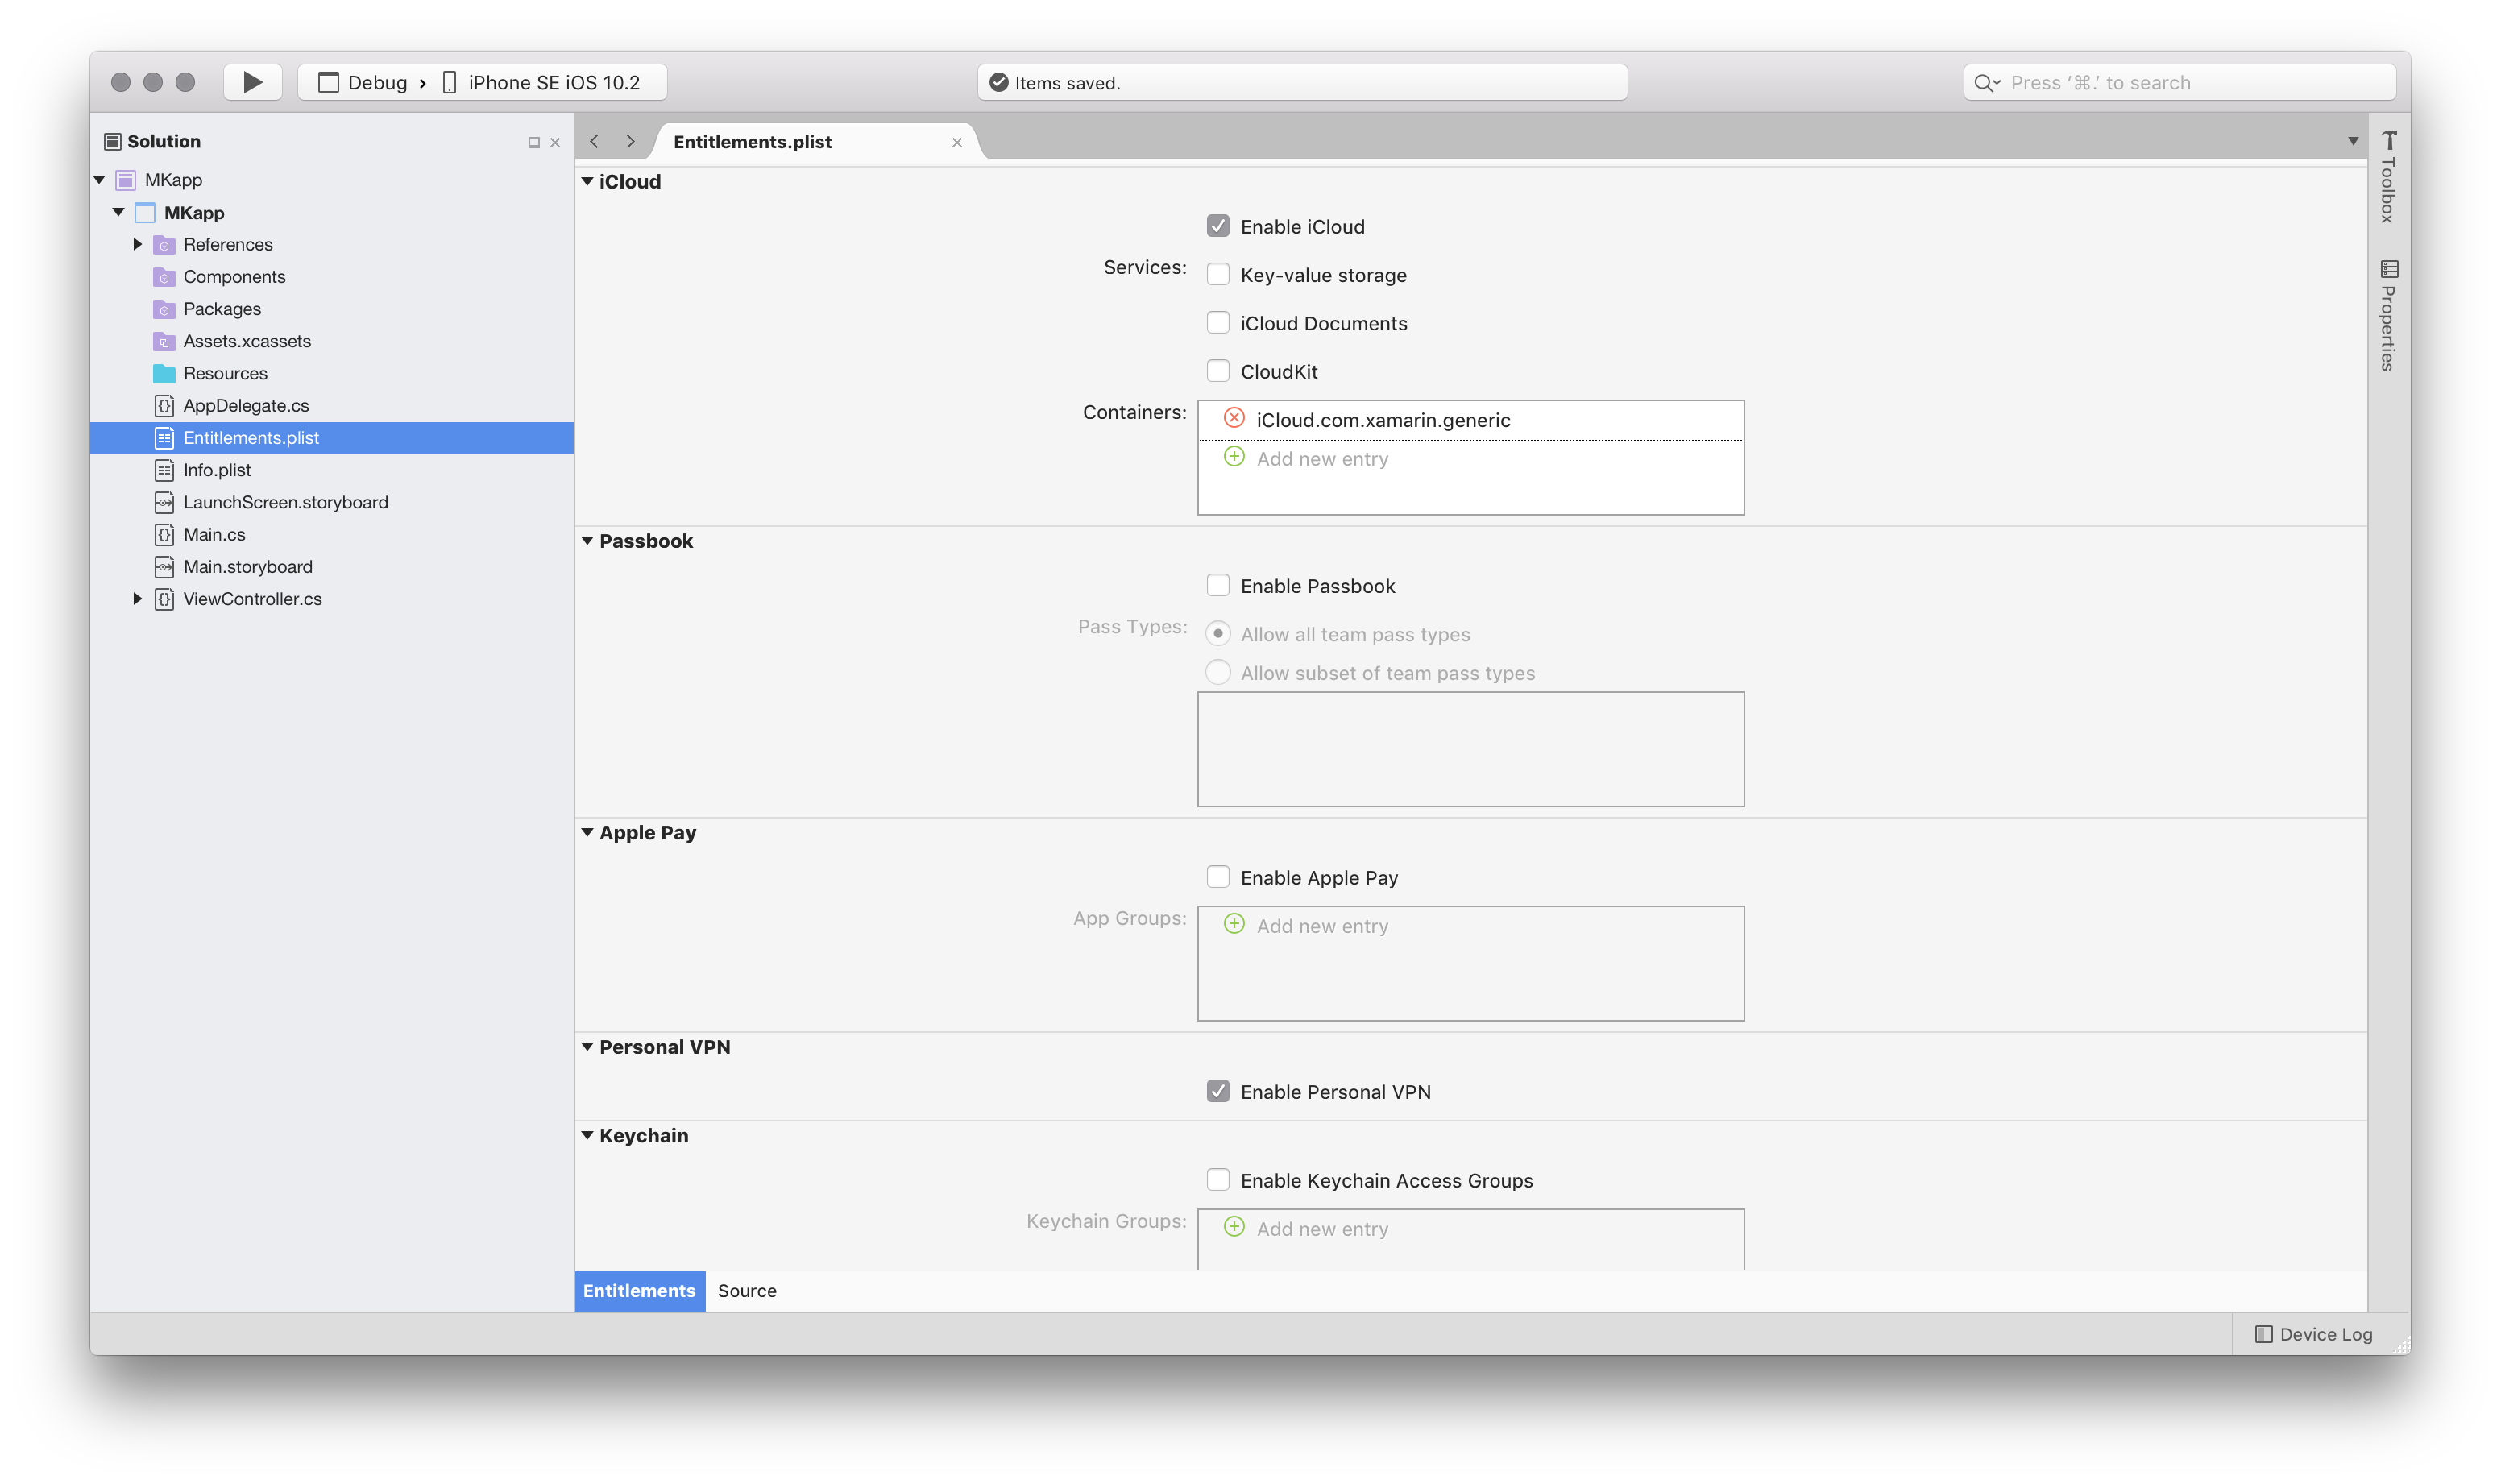 Debug › iPhone SE iOS 10.2
Items saved.
Press ‘⌘.’ to search
Solution
MKapp
MKapp
References
Components
Packages
Assets.xcassets
Resources
AppDelegate.cs
Entitlements.plist
Info.plist
LaunchScreen.storyboard
Main.cs
Main.storyboard
ViewController.cs
Entitlements.plist
iCloud
Enable iCloud
Services:
Key-value storage
iCloud Documents
CloudKit
Containers:
iCloud.com.xamarin.generic
Add new entry
Passbook
Enable Passbook
Pass Types:
Allow all team pass types
Allow subset of team pass types
Apple Pay
Enable Apple Pay
App Groups:
Add new entry
Personal VPN
Enable Personal VPN
Keychain
Enable Keychain Access Groups
Keychain Groups:
Add new entry
Entitlements
Source
Toolbox
Properties
Device Log